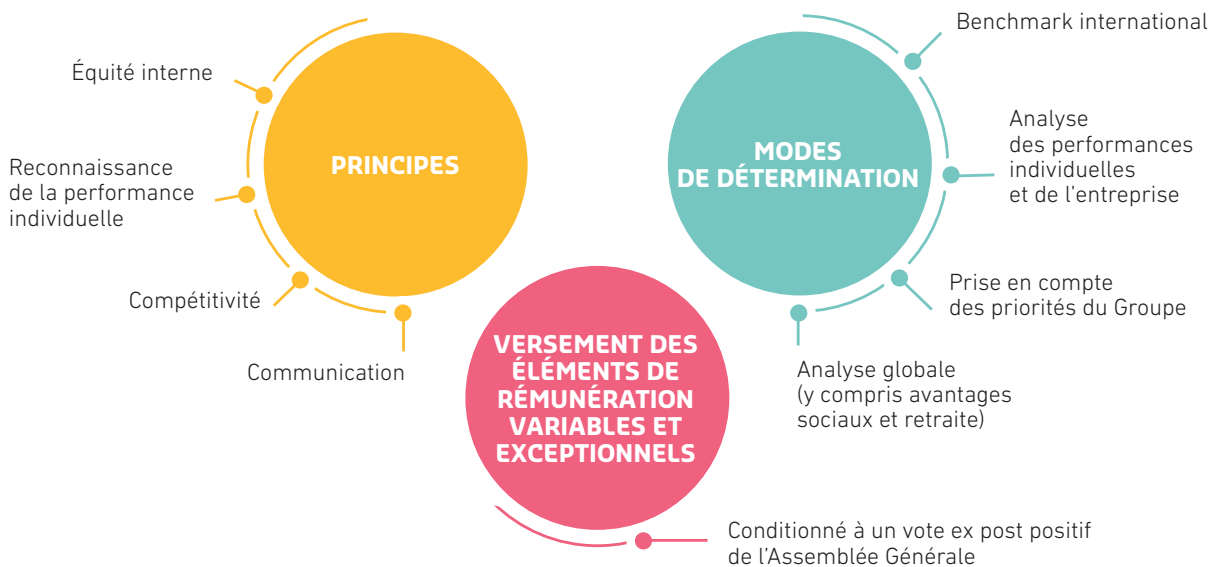 PRINCIPES
Équité interne
Reconnaissance
de la performance
individuelle
Compétitivité
Communication
MODES
DE DÉTERMINATION
Benchmark international
Analyse
des performances
individuelles
et de l'entreprise
Prise en compte
des priorités du Groupe
Analyse globale
(y compris avantages
sociaux et retraite)
VERSEMENT DES
ÉLÉMENTS DE
RÉMUNÉRATION
VARIABLES ET
EXCEPTIONNELS
Conditionné à un vote ex post positif
de l'Assemblée Générale